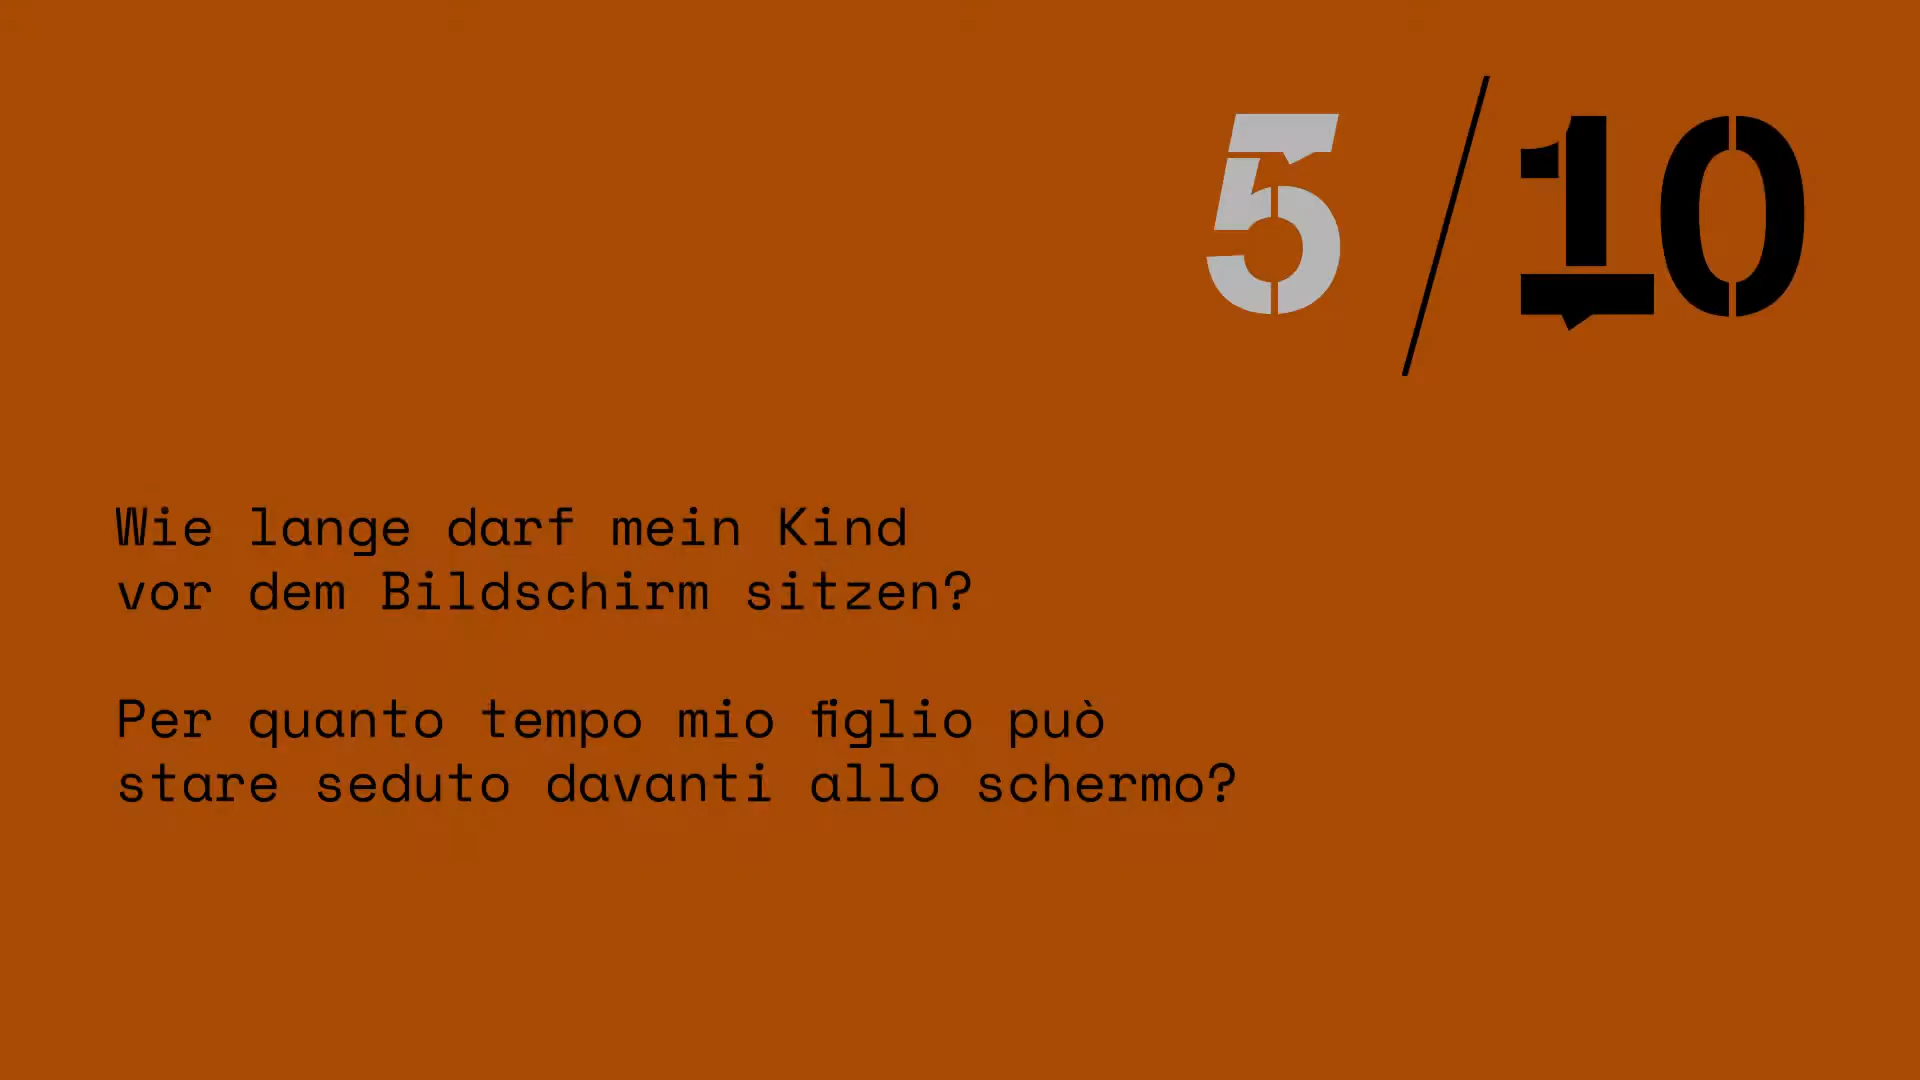 5/10
Wie lange darf mein Kind
vor dem Bildschirm sitzen?
Per quanto tempo mio figlio può
stare seduto davanti allo schermo?